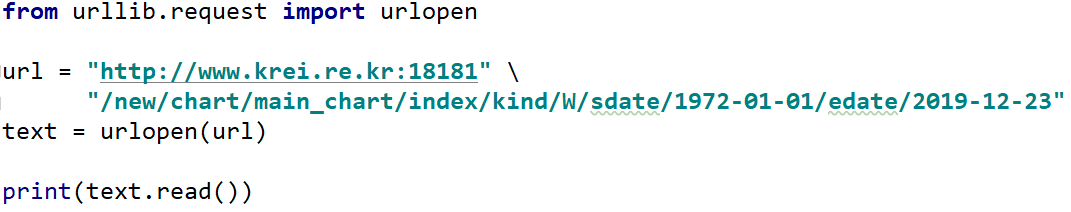 from urllib.request import urlopen
url = "http://www.krei.re.kr:18181" \
"/new/chart/main_chart/index/kind/W/sdate/1972-01-01/edate/2019-12-23"
text = urlopen(url)
print(text.read())